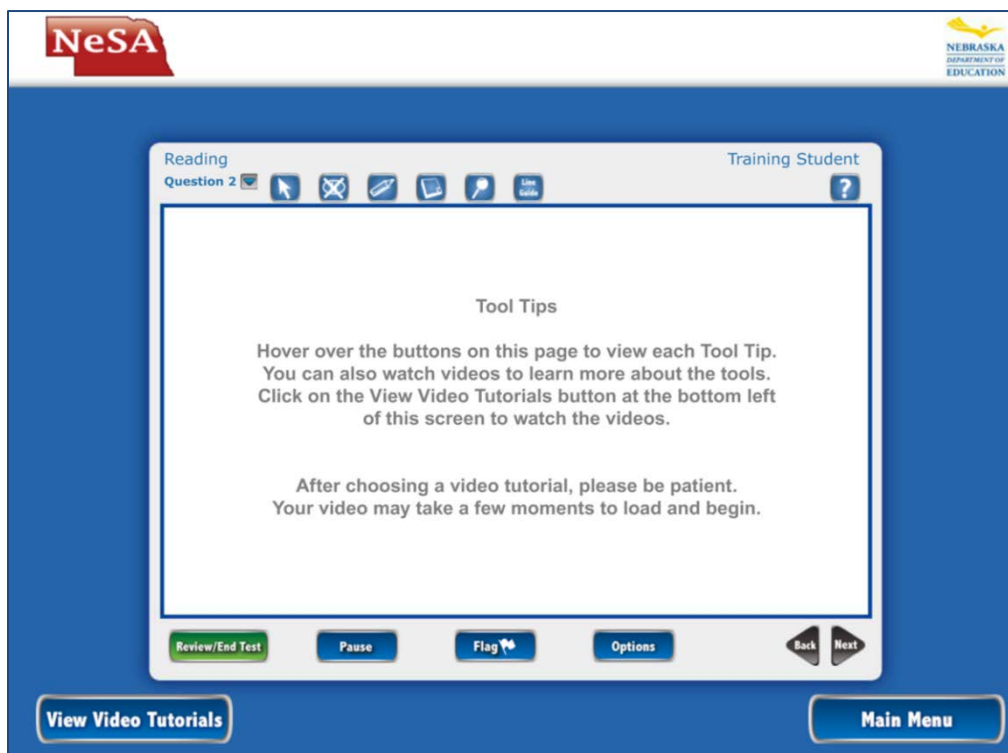 NeSA
NEBRASKA
DEPARTMENT OF
EDUCATION
Reading
Training Student
Question 2
Line
Guide
?
Tool Tips
Hover over the buttons on this page to view each Tool Tip.
You can also watch videos to learn more about the tools.
Click on the View Video Tutorials button at the bottom left
of this screen to watch the videos.
After choosing a video tutorial, please be patient.
Your video may take a few moments to load and begin.
Review/End Test
Pause
Flag
Options
Back
Next
View Video Tutorials
Main Menu